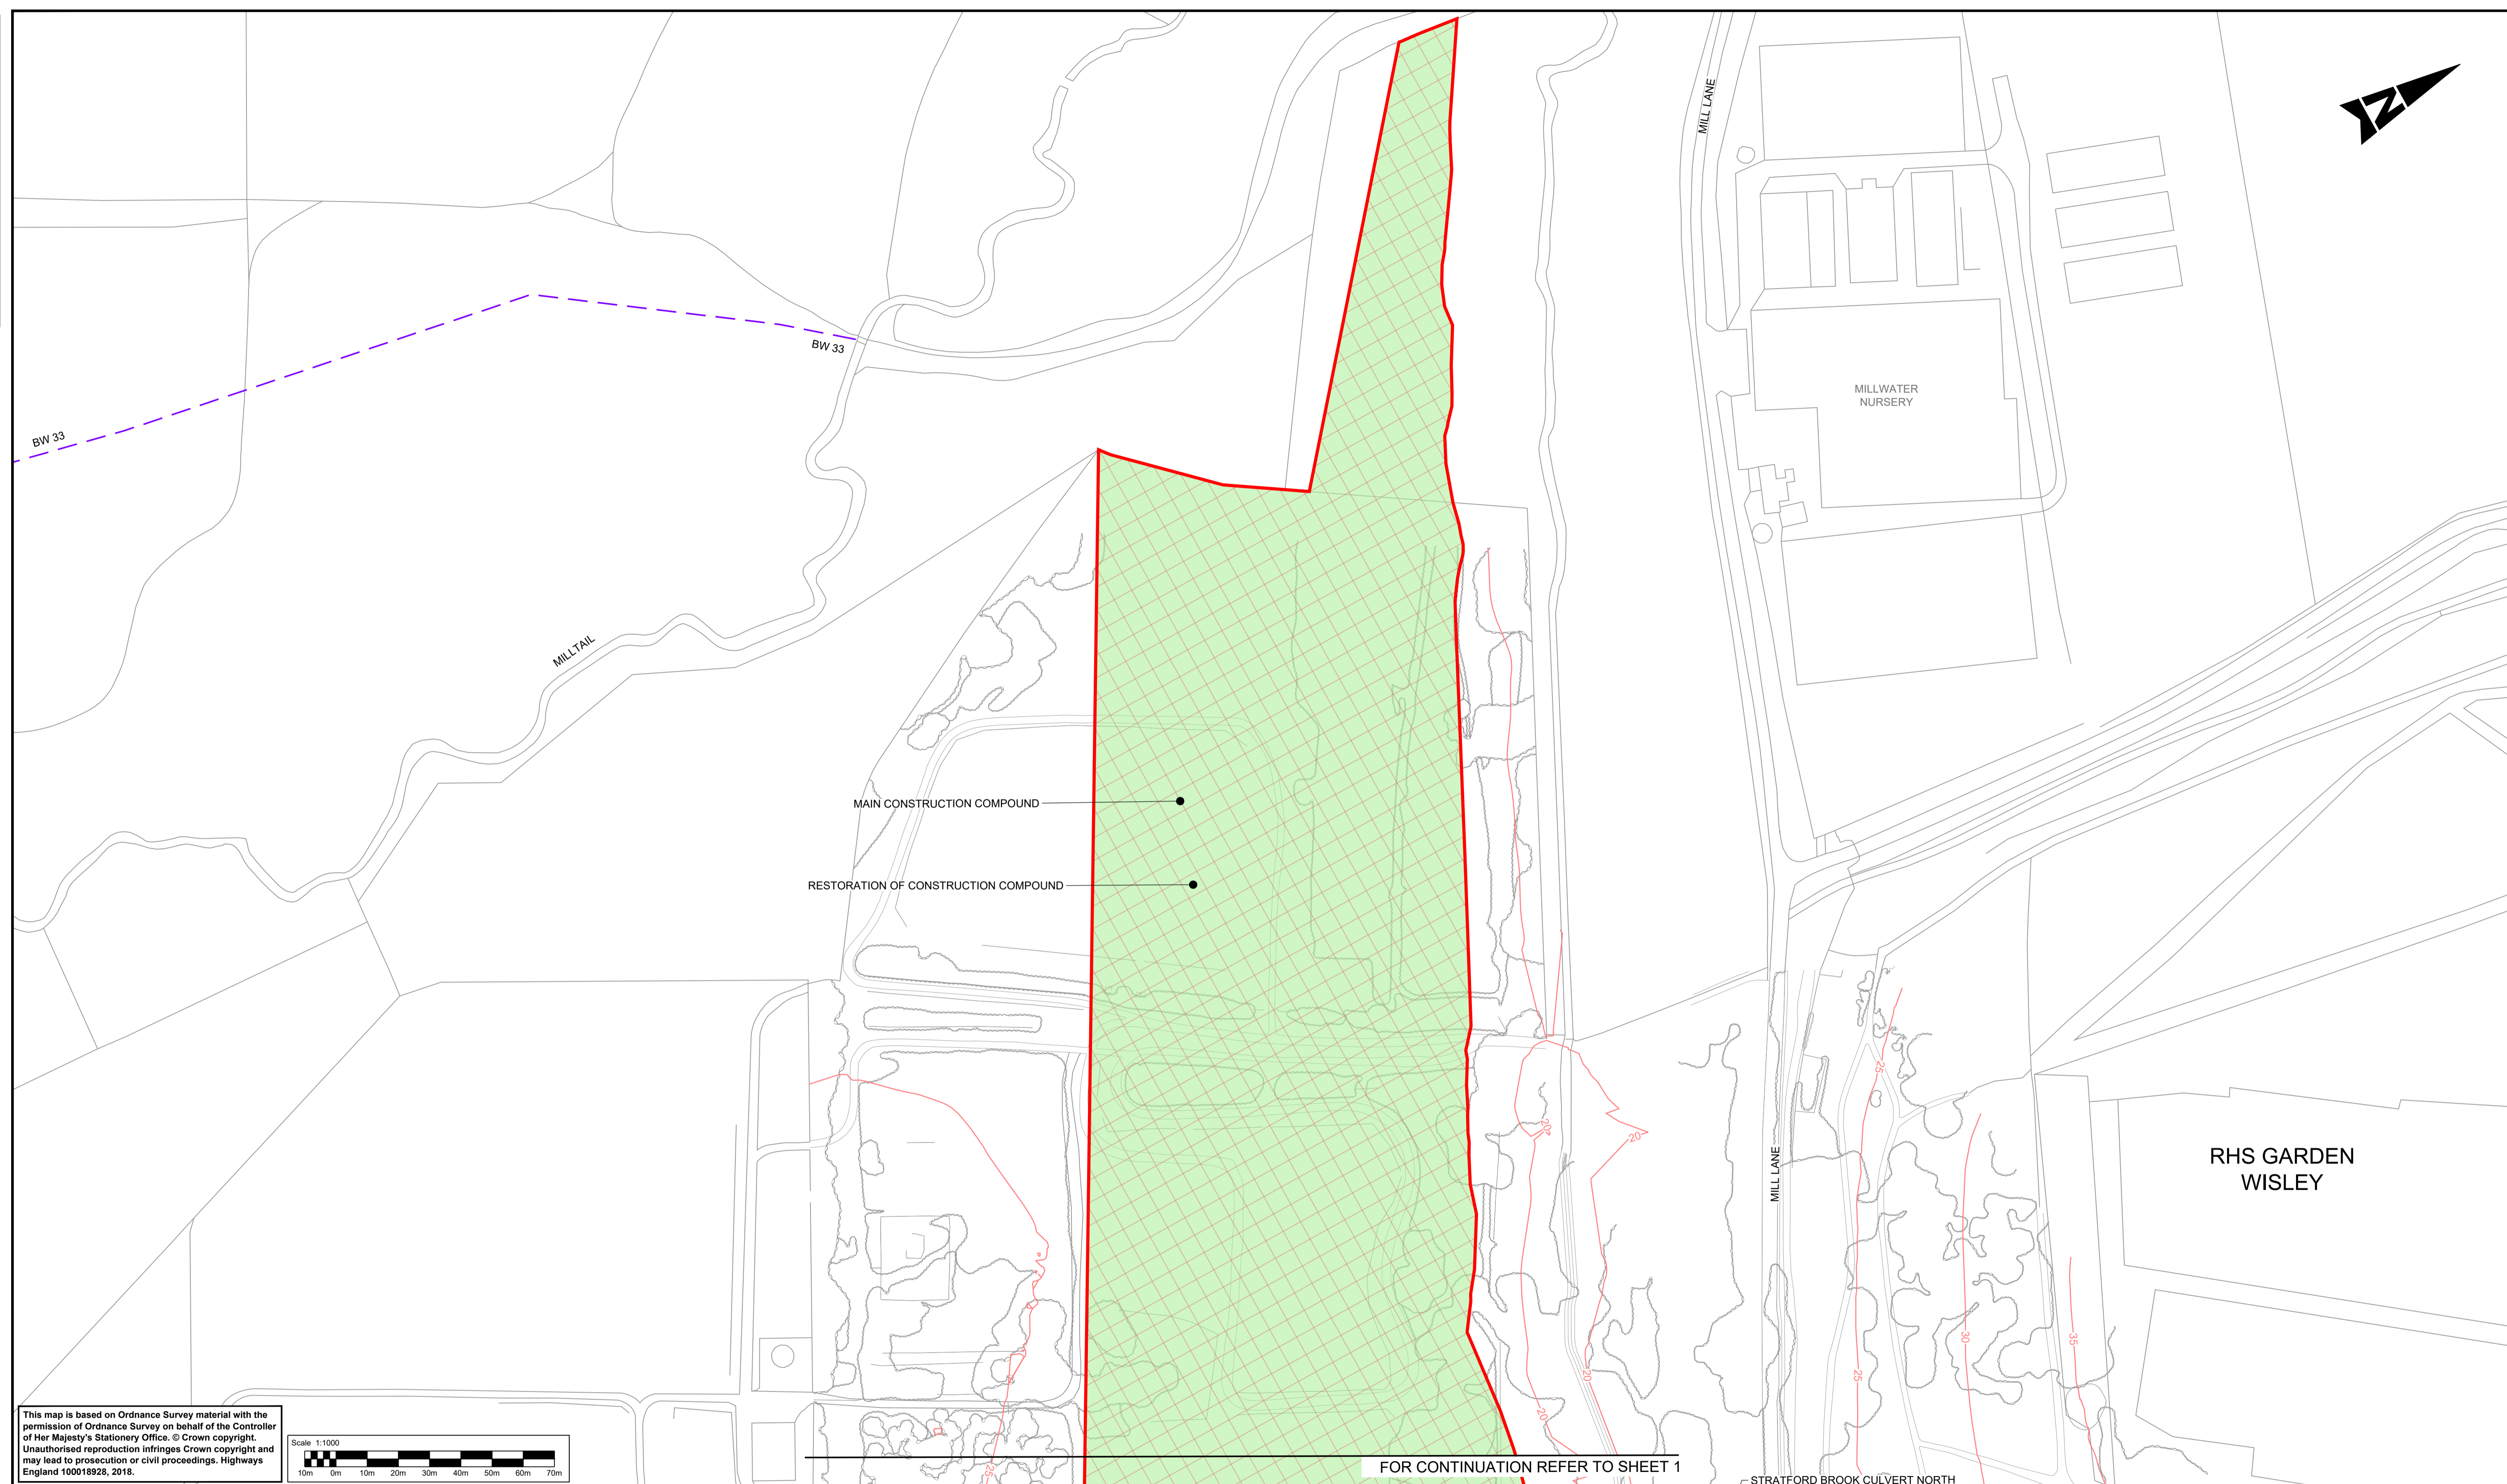 MILL LANE
N
BW 33
BW 33
MILLWATER
NURSERY
MILLTAIL
MAIN CONSTRUCTION COMPOUND
RESTORATION OF CONSTRUCTION COMPOUND
25
20
20
MILL LANE
RHS GARDEN
WISLEY
30
35
25
20
20
25
This map is based on Ordnance Survey material with the
permission of Ordnance Survey on behalf of the Controller
of Her Majesty's Stationery Office. © Crown copyright.
Unauthorised reproduction infringes Crown copyright and
may lead to prosecution or civil proceedings. Highways
England 100018928, 2018.
Scale 1:1000
10m 0m 10m 20m 30m 40m 50m 60m 70m
FOR CONTINUATION REFER TO SHEET 1
STRATFORD BROOK CULVERT NORTH